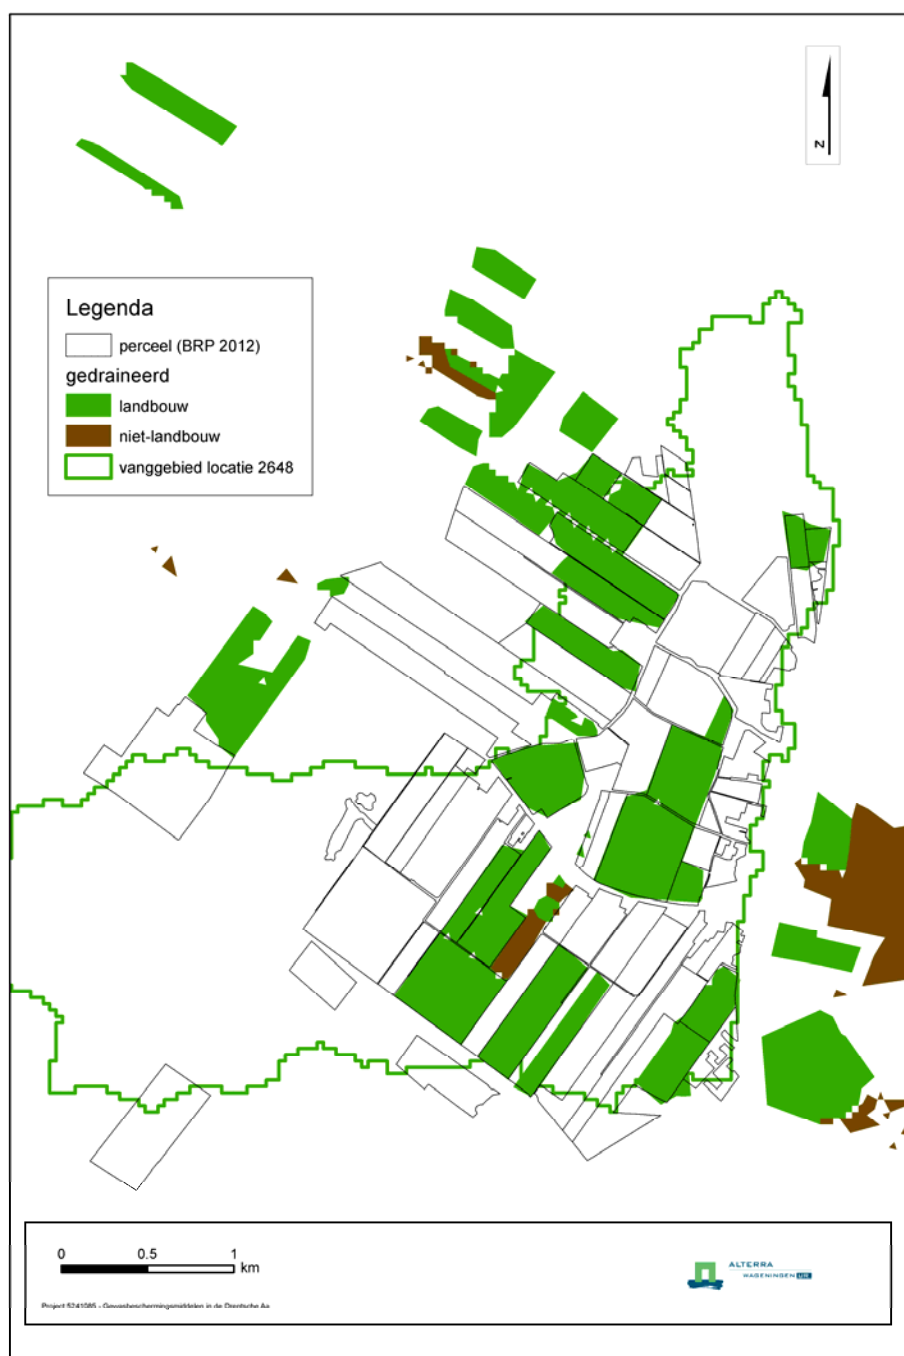 N
Legenda
perceel (BRP 2012)
gedraineerd
landbouw
niet-landbouw
vanggebied locatie 2648
0 0.5 1
km
ALTERRA
WAGENINGEN UR
Project 5241085 - Gewasbeschermingsmiddelen in de Drentsche Aa